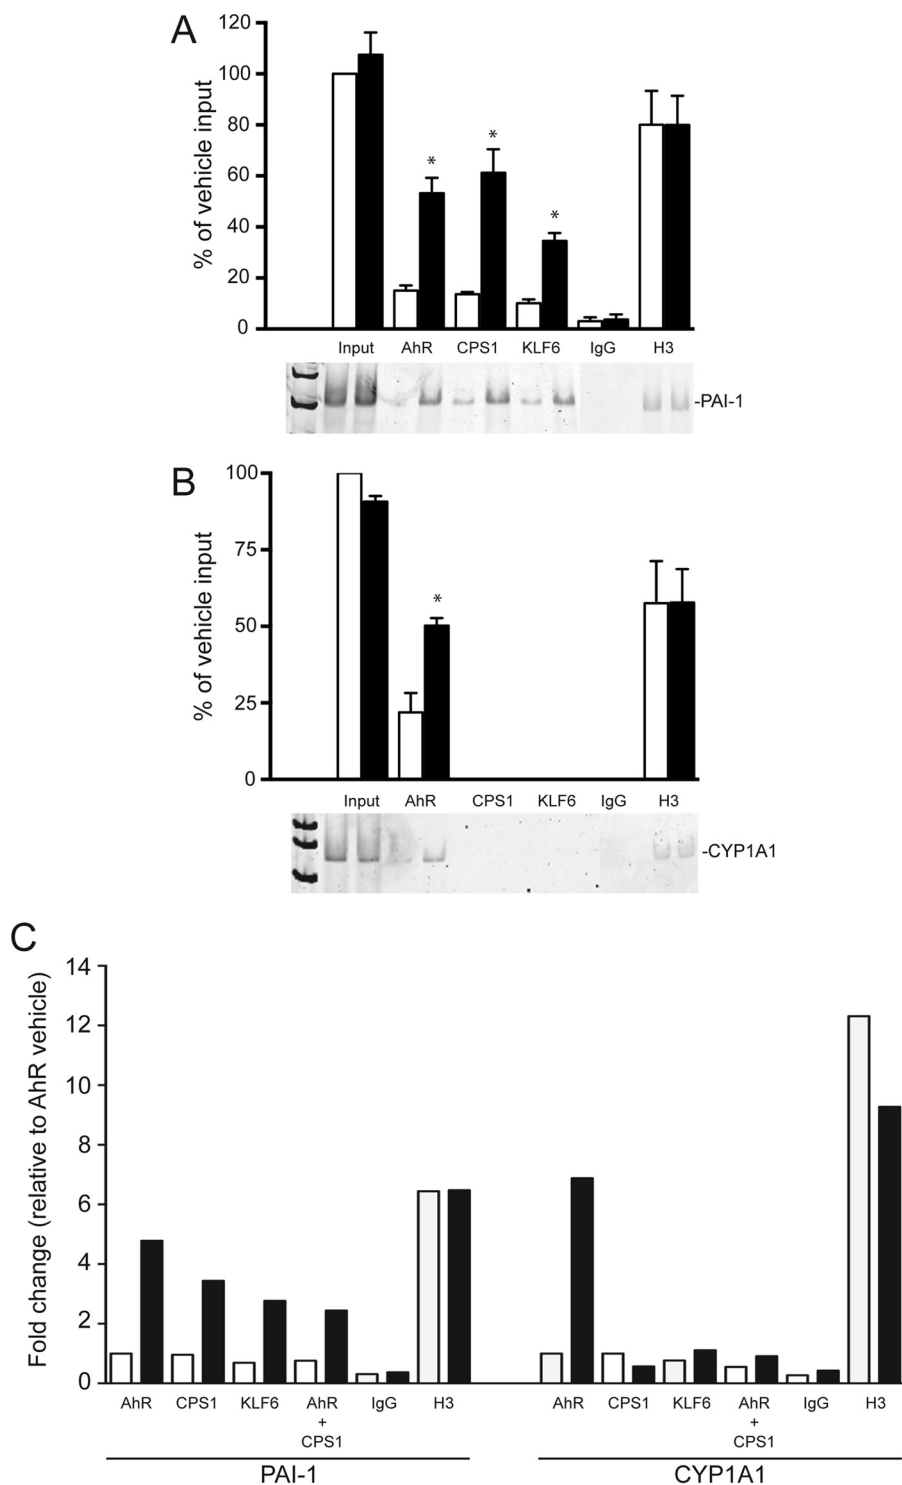 A
% of vehicle input
120
100
80
60
40
20
0
*
*
*
Input AhR CPS1 KLF6 IgG H3
-PAI-1
B
% of vehicle input
100
75
50
25
0
*
Input AhR CPS1 KLF6 IgG H3
-CYP1A1
C
Fold change (relative to AhR vehicle)
14
12
10
8
6
4
2
0
AhR CPS1 KLF6 AhR + CPS1 IgG H3
AhR CPS1 KLF6 AhR + CPS1 IgG H3
PAI-1 CYP1A1